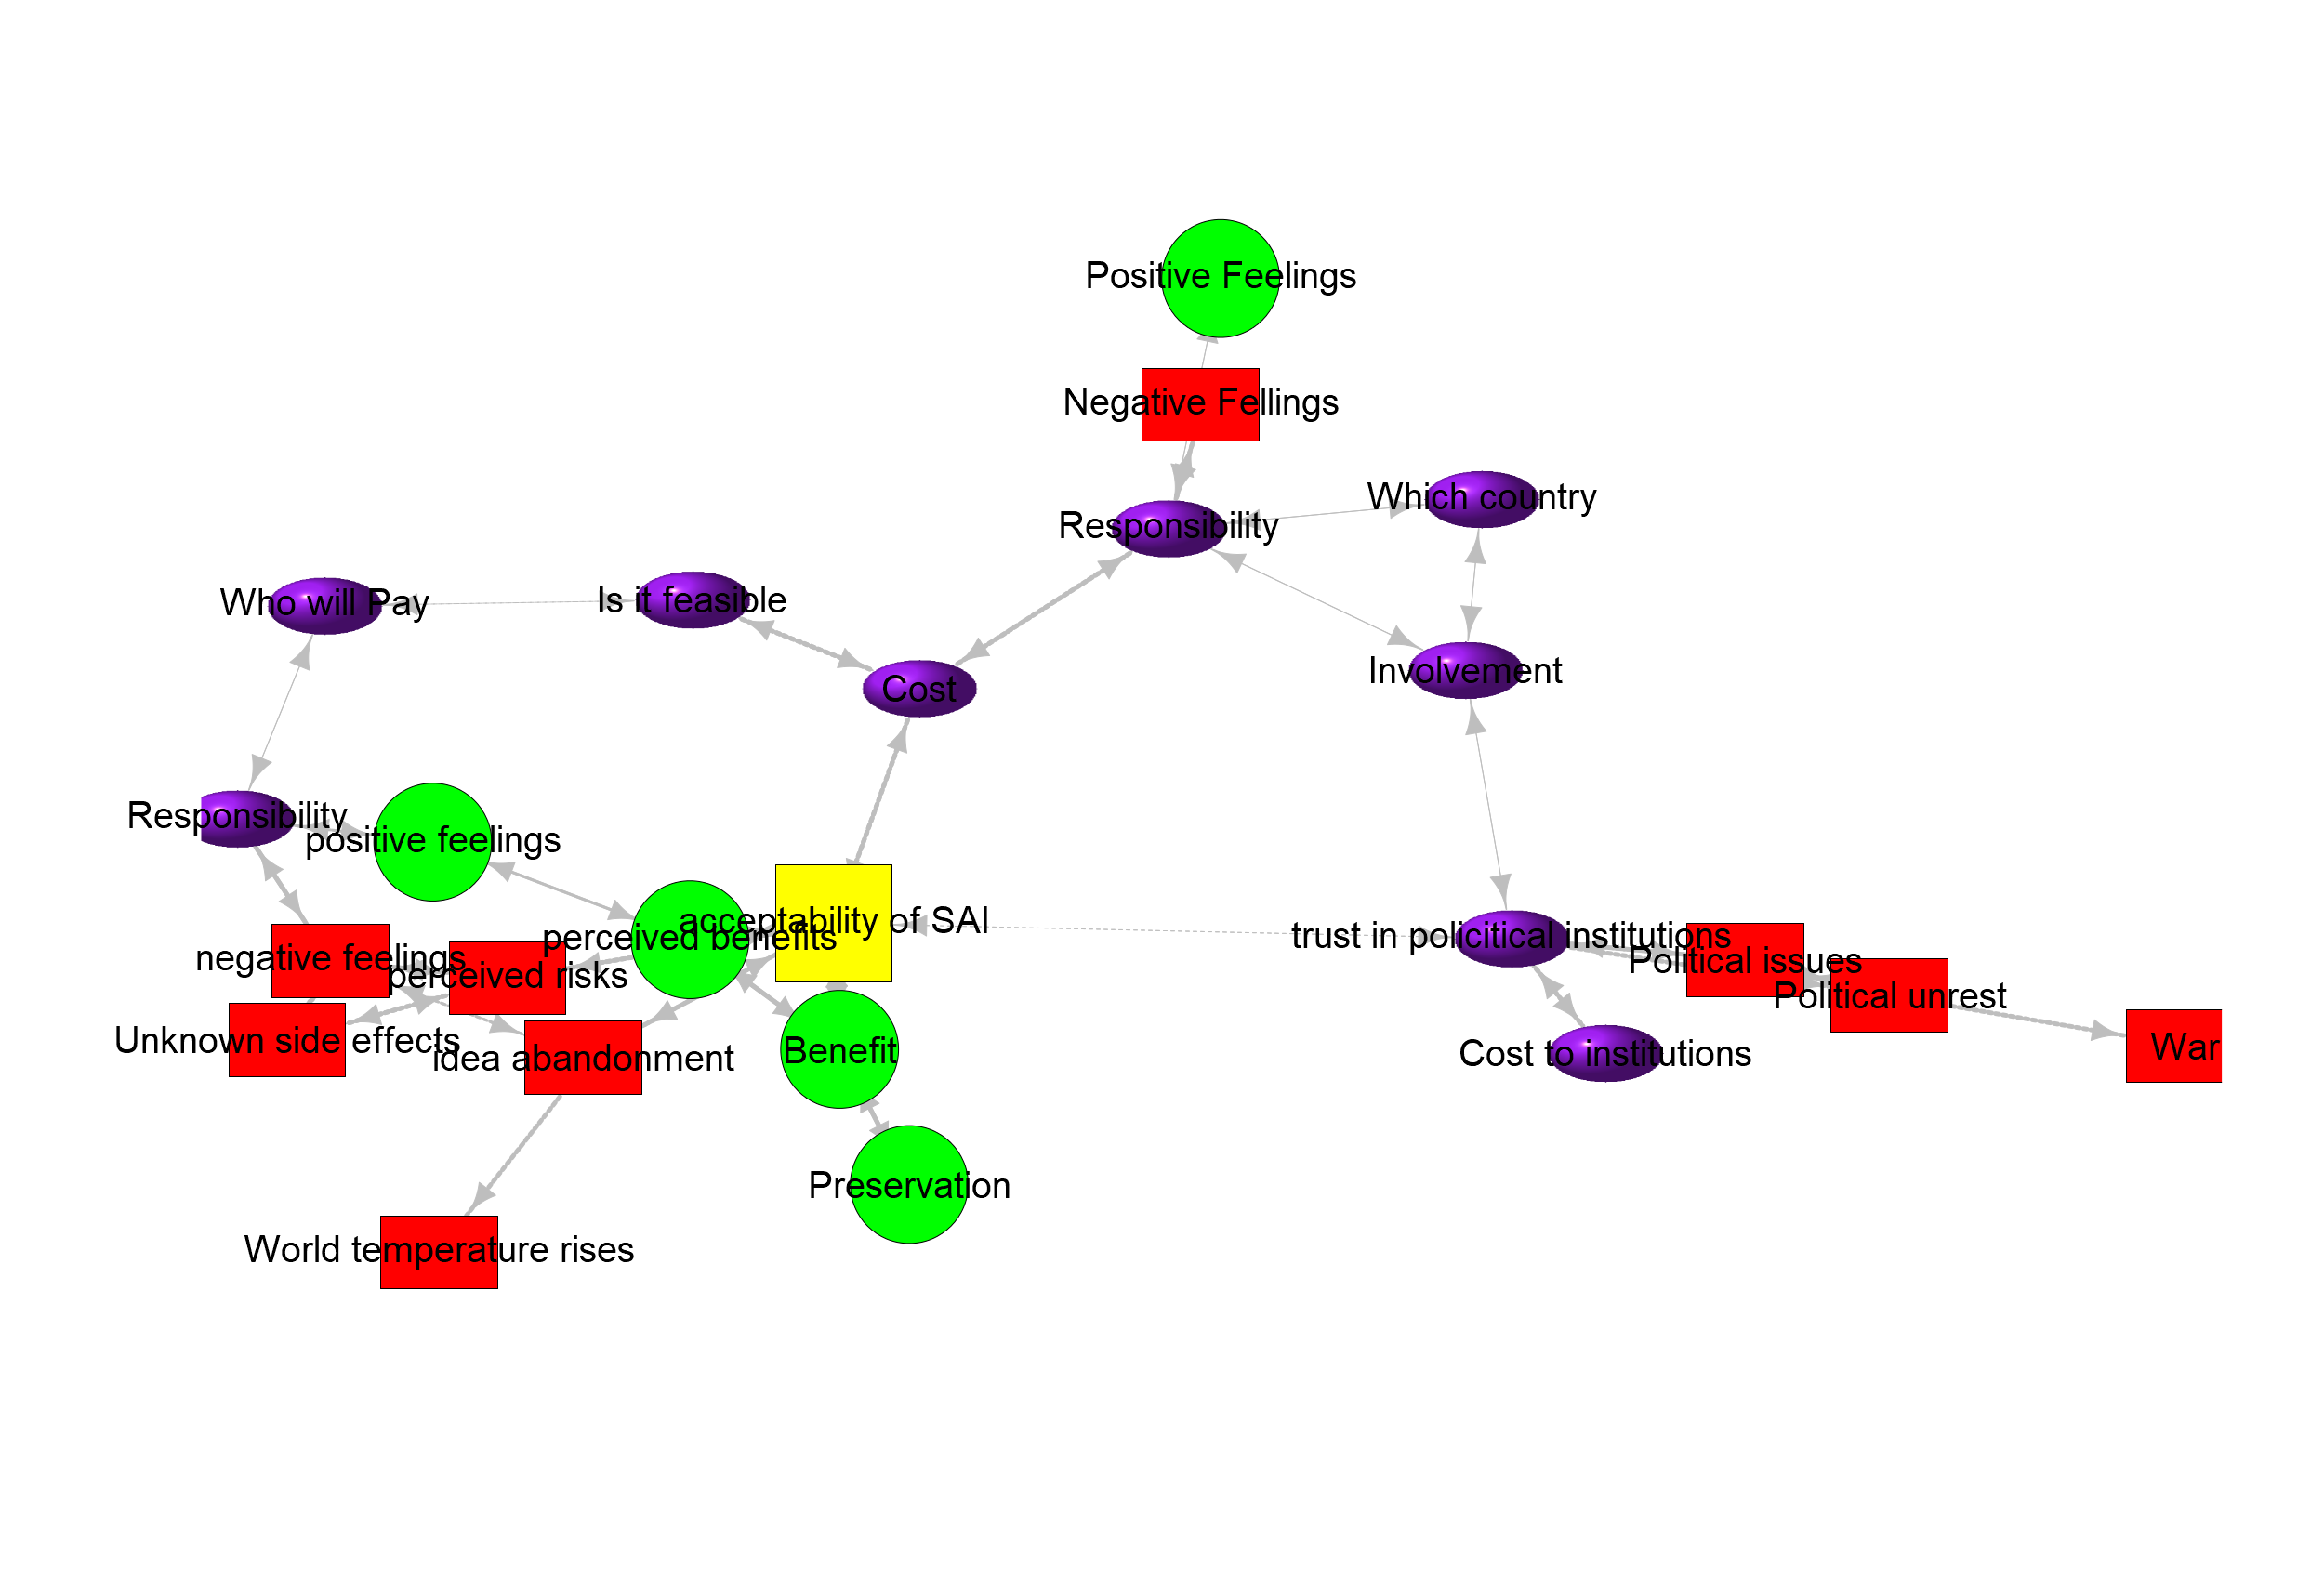 Positive Feelings
Negative Fellings
Which country
Responsibility
Who will Pay
Is it feasible
Involvement
Cost
Responsibility
positive feelings
acceptability of SAI
perceived benefits
trust in policitical institutions
negative feelings
perceived risks
Political issues
Political unrest
Unknown side effects
idea abandonment
Benefit
Cost to institutions
War
Preservation
World temperature rises